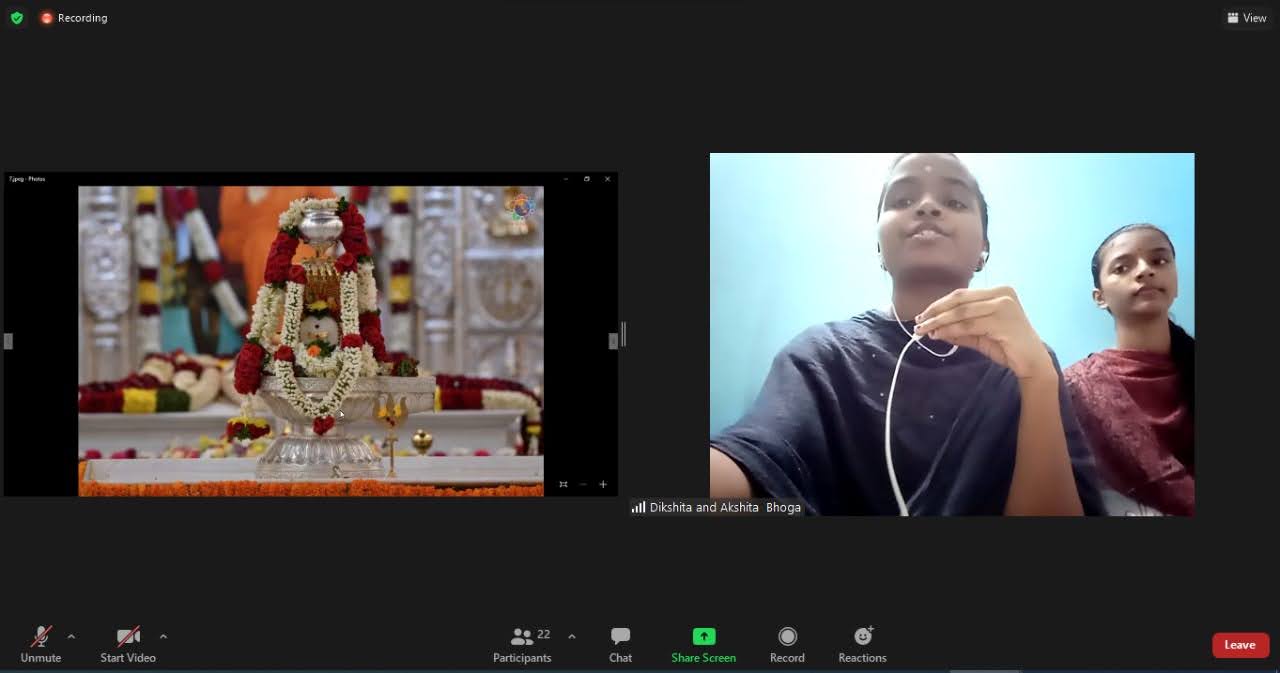 Recording
View
7.jpeg - Photos
Dikshita and Akshita Bhoga
Unmute
Start Video
22
Participants
Chat
Share Screen
Record
Reactions
Leave